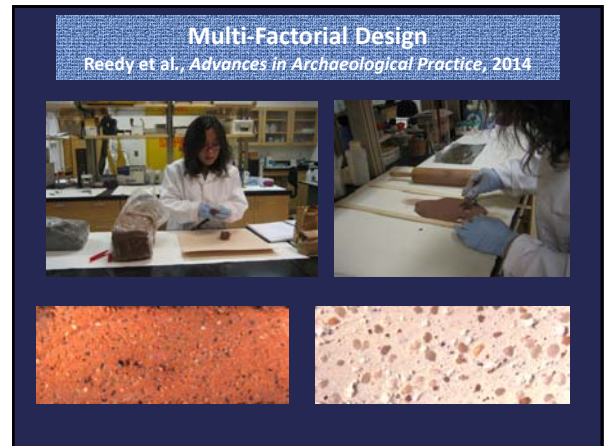 Multi-Factorial Design
Reedy et al., Advances in Archaeological Practice, 2014